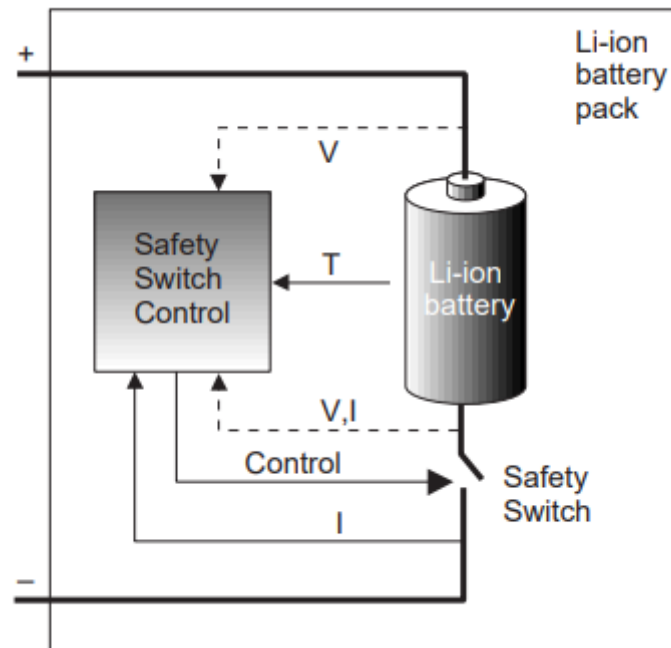 +
Li-ion
battery
pack
V
Safety
Switch
Control
T
Li-ion
battery
V,I
Control
Safety
Switch
I
–